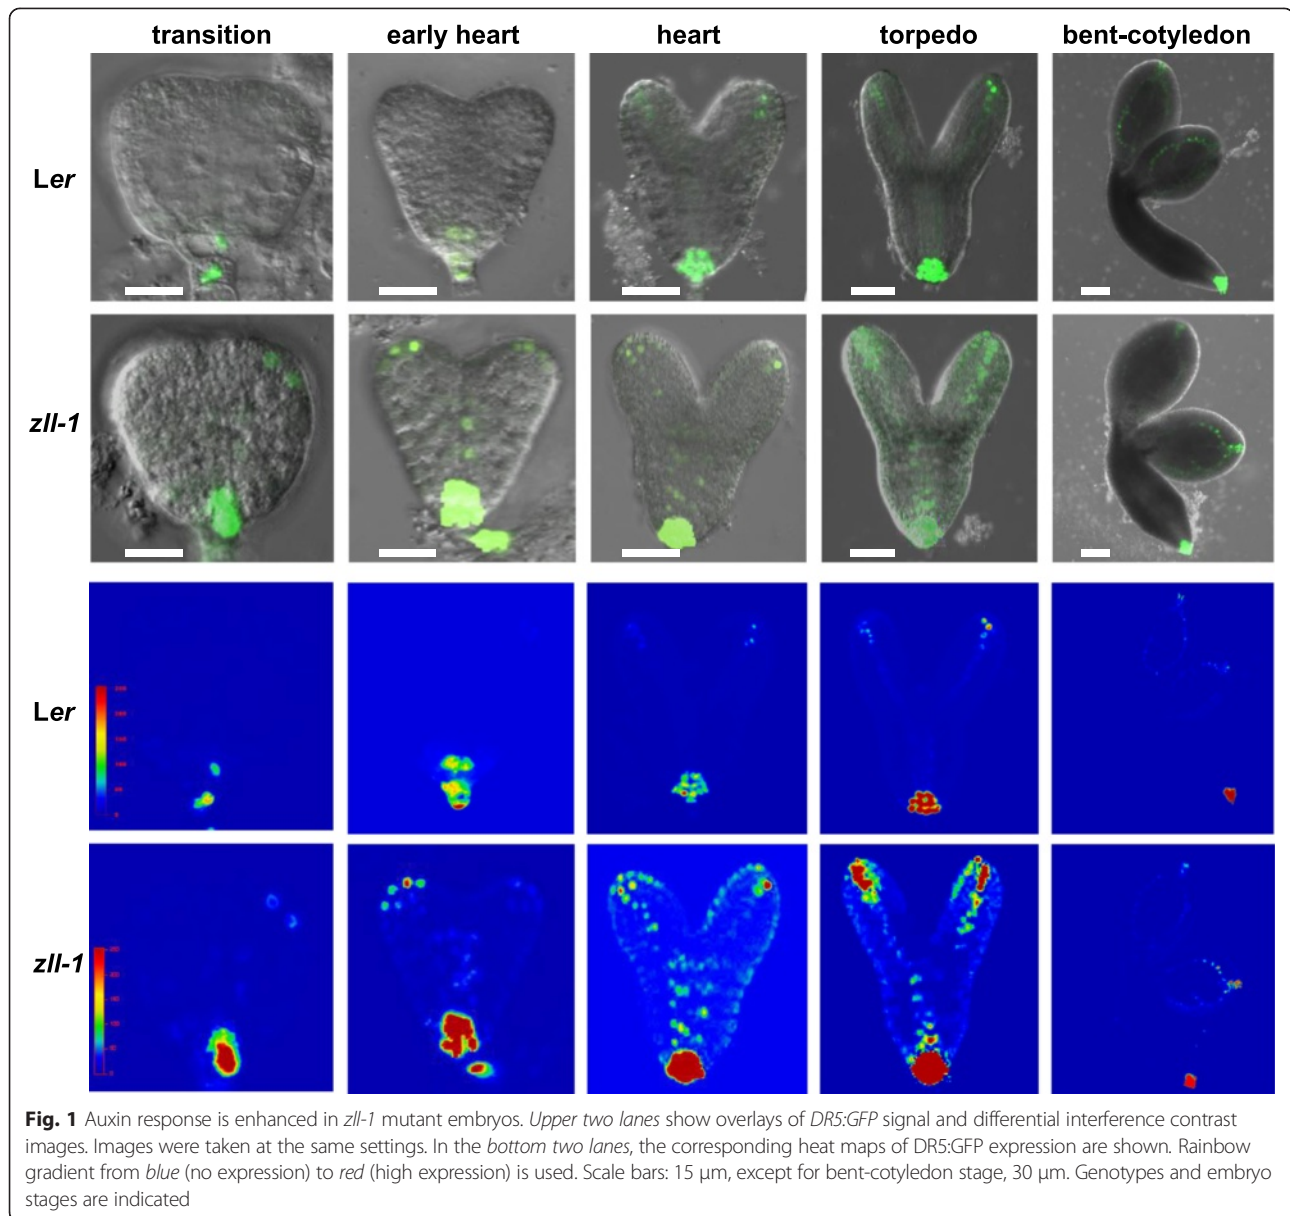 transition early heart heart torpedo bent-cotyledon
Ler
zll-1
Ler
zll-1
Fig. 1 Auxin response is enhanced in zll-1 mutant embryos. Upper two lanes show overlays of DR5:GFP signal and differential interference contrast
images. Images were taken at the same settings. In the bottom two lanes, the corresponding heat maps of DR5:GFP expression are shown. Rainbow
gradient from blue (no expression) to red (high expression) is used. Scale bars: 15 μm, except for bent-cotyledon stage, 30 μm. Genotypes and embryo
stages are indicated